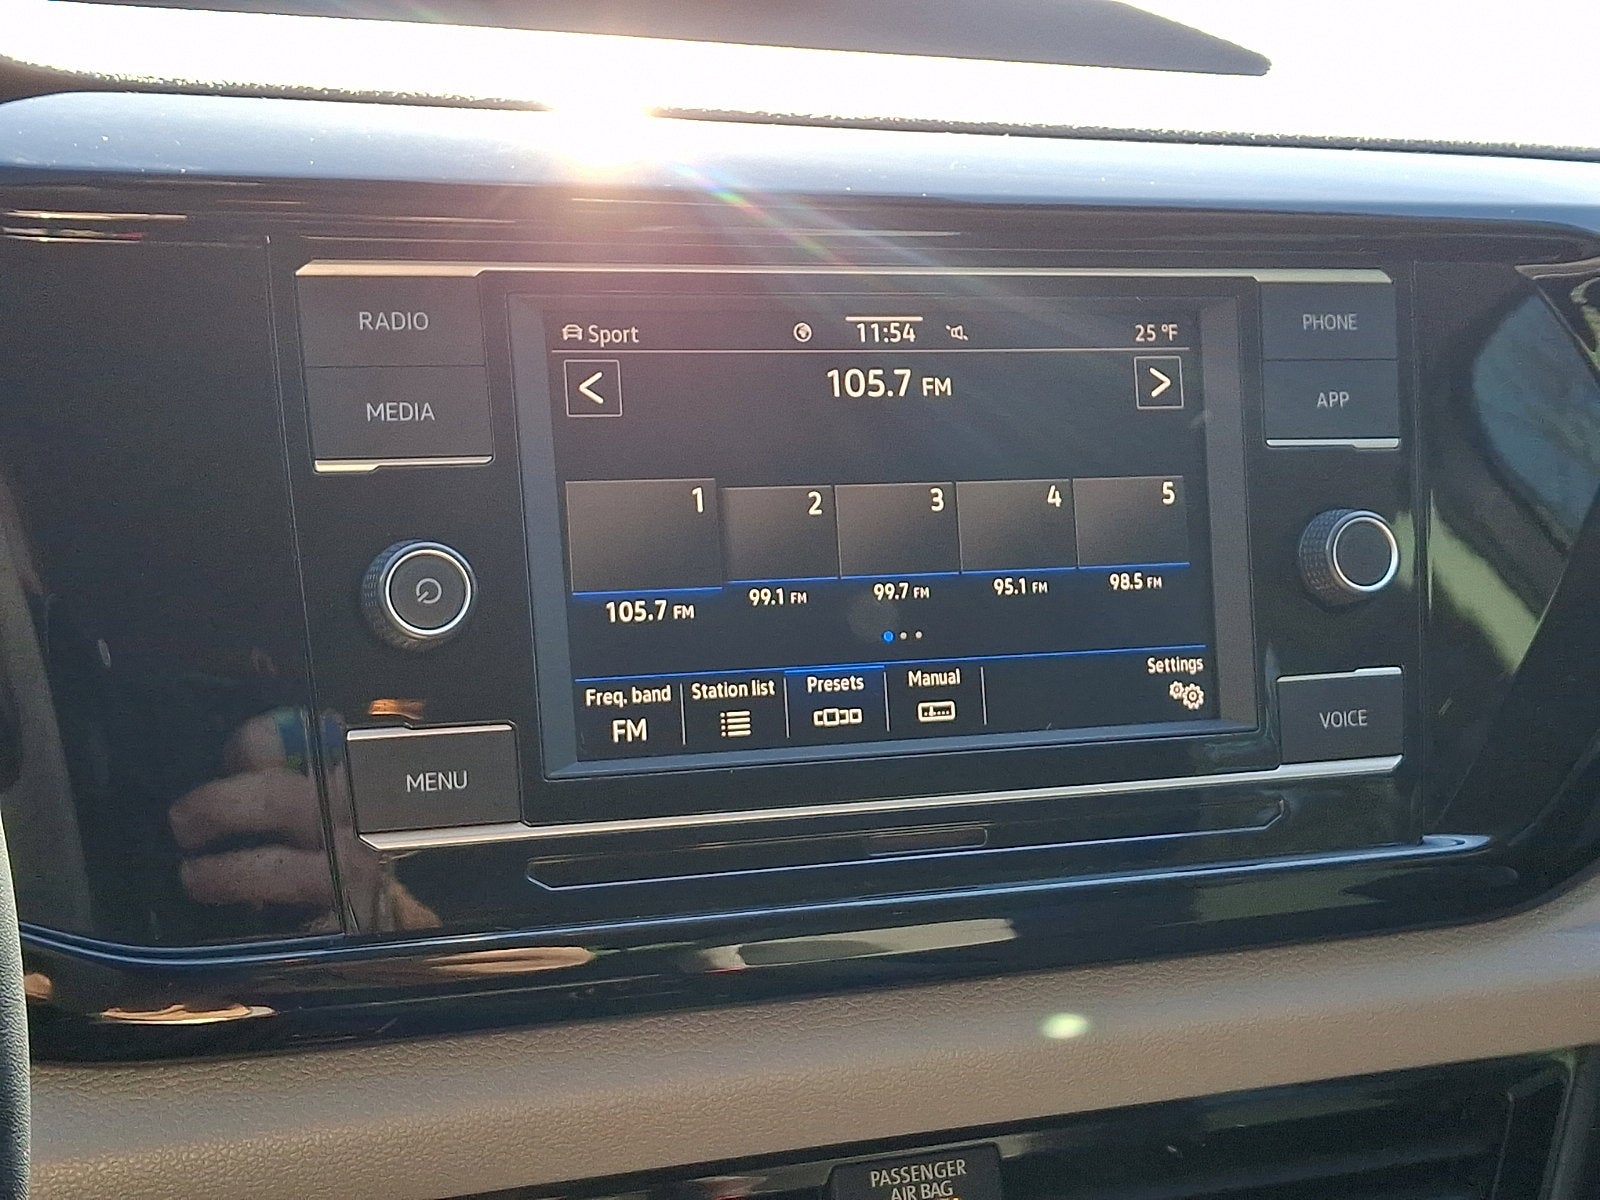 RADIO
MEDIA
MENU
Sport
11:54
25 °F
<
105.7 FM
>
1
2
3
4
5
105.7 FM
99.1 FM
99.7 FM
95.1 FM
98.5 FM
Freq. band
FM
Station list
Presets
Manual
Settings
PHONE
APP
VOICE
PASSENGER
AIR BAG